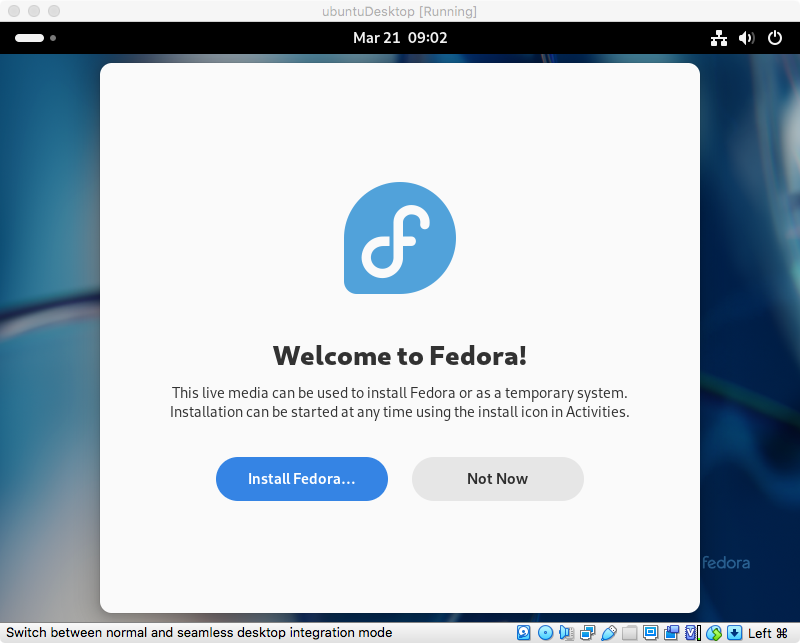 ubuntuDesktop [Running]
Mar 21 09:02
Welcome to Fedora!
This live media can be used to install Fedora or as a temporary system.
Installation can be started at any time using the install icon in Activities.
Install Fedora...
Not Now
fedora
Switch between normal and seamless desktop integration mode
Left ⌘